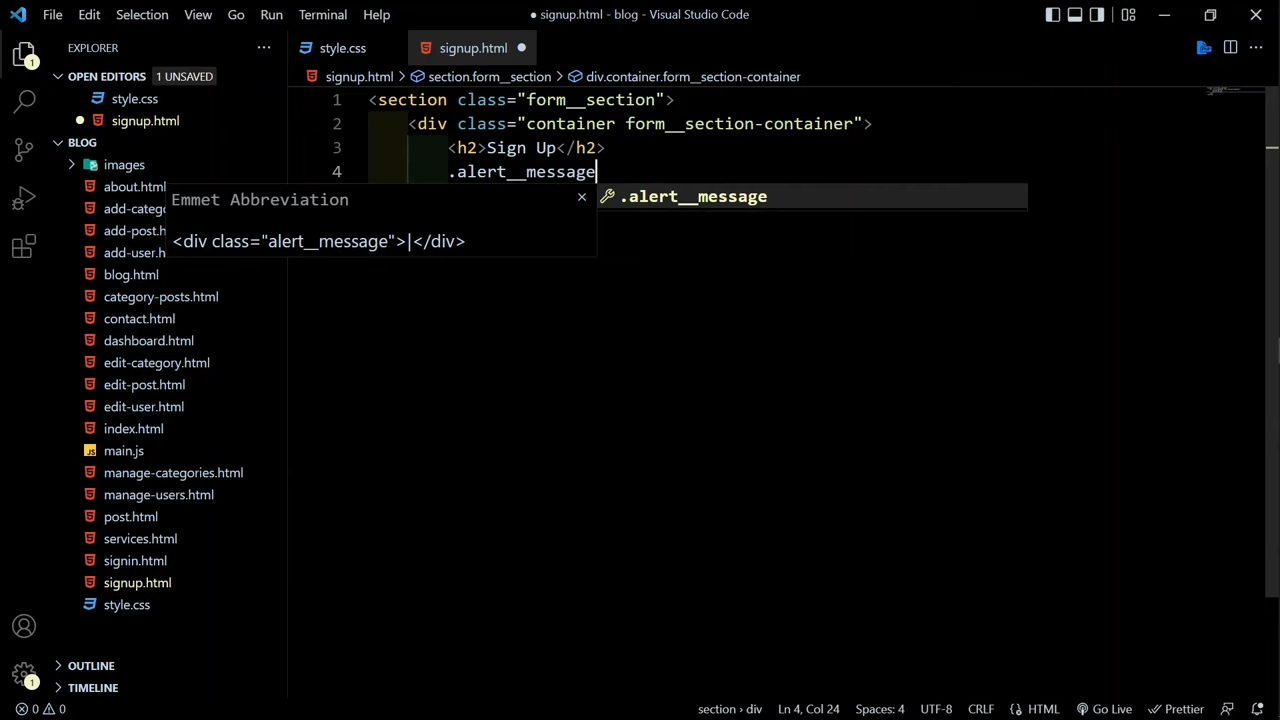 File Edit Selection View Go Run Terminal Help
● signup.html - blog - Visual Studio Code
EXPLORER
style.css
signup.html
1
OPEN EDITORS 1 UNSAVED
signup.html > section.form__section > div.container.form__section-container
style.css
signup.html
BLOG
images
about.html
add-categ
add-post.h
add-user.h
blog.html
category-posts.html
contact.html
dashboard.html
edit-category.html
edit-post.html
edit-user.html
index.html
JS main.js
manage-categories.html
manage-users.html
post.html
services.html
signin.html
signup.html
style.css
OUTLINE
TIMELINE
1
1 <section class="form__section">
2 <div class="container form__section-container">
3 <h2>Sign Up</h2>
4 .alert__message
Emmet Abbreviation
<div class="alert__message">|</div>
.alert__message
0 0
section › div Ln 4, Col 24 Spaces: 4 UTF-8 CRLF HTML Go Live Prettier